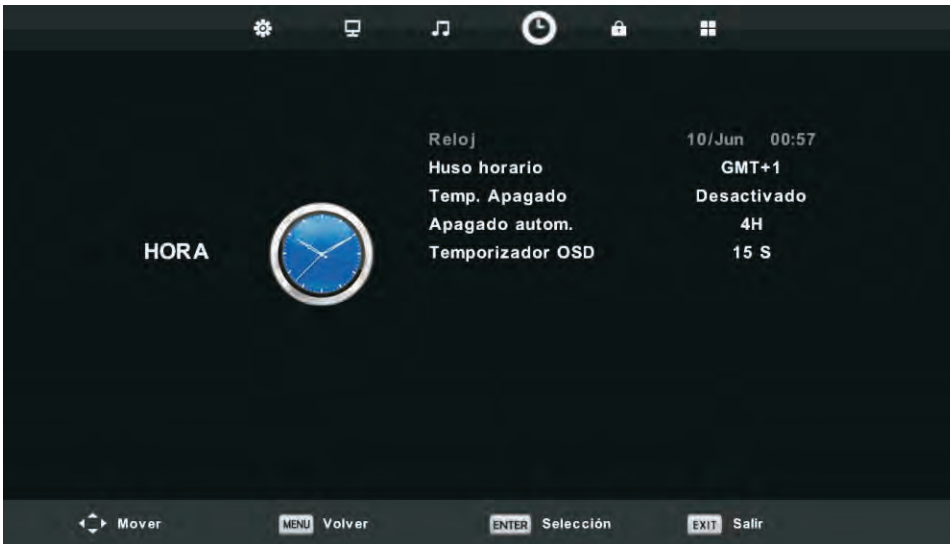 Reloj 10/Jun 00:57
Huso horario GMT+1
Temp. Apagado Desactivado
Apagado autom. 4H
HORA
Temporizador OSD 15 S
Mover MENU Volver ENTER Selección EXIT Salir